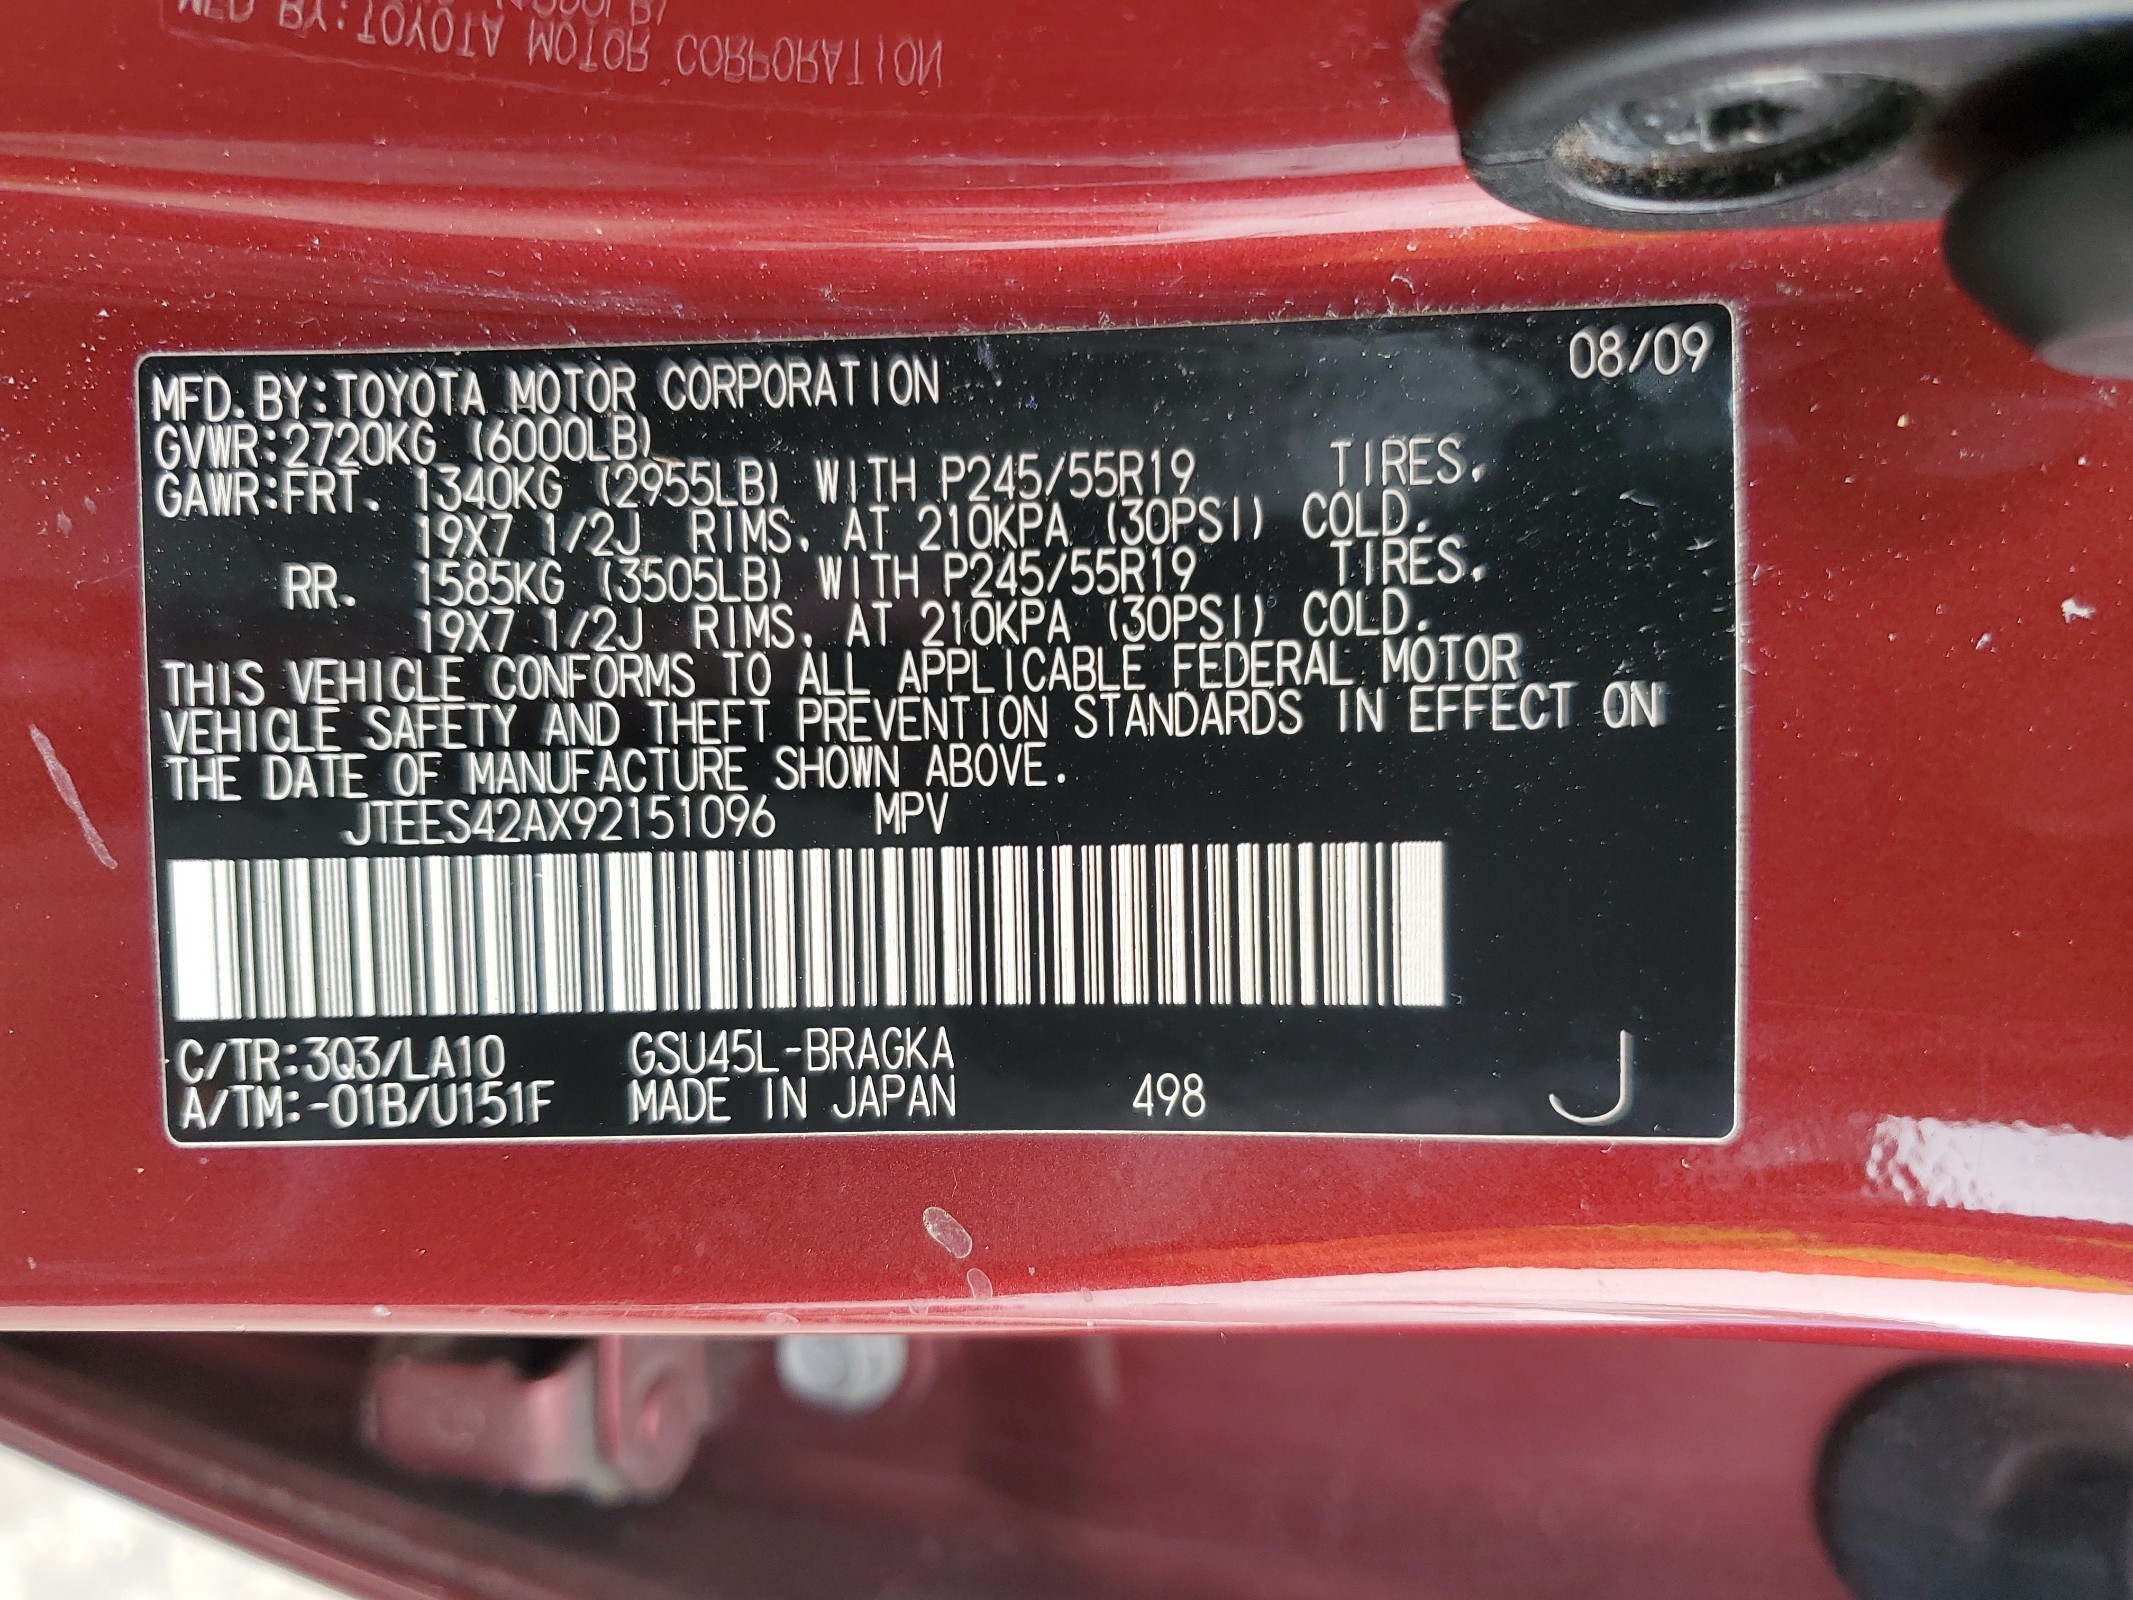 MFD. BY:TOYOTA MOTOR CORPORATION
MFD. BY:TOYOTA MOTOR CORPORATION 08/09
GVWR:2720KG (6000LB)
GAWR:FRT. 1340KG (2955LB) WITH P245/55R19 TIRES,
19X7 1/2J RIMS, AT 210KPA (30PSI) COLD.
RR. 1585KG (3505LB) WITH P245/55R19 TIRES,
19X7 1/2J RIMS, AT 210KPA (30PSI) COLD.
THIS VEHICLE CONFORMS TO ALL APPLICABLE FEDERAL MOTOR
VEHICLE SAFETY AND THEFT PREVENTION STANDARDS IN EFFECT ON
THE DATE OF MANUFACTURE SHOWN ABOVE.
JTEES42AX92151096 MPV
C/TR:3Q3/LA10 GSU45L-BRAGKA
A/TM:-01B/U151F MADE IN JAPAN 498 J